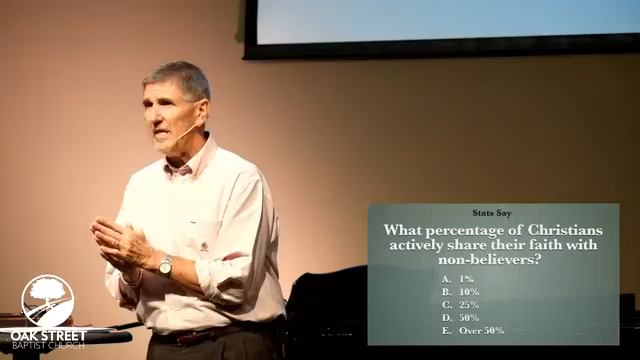 Stats Say
What percentage of Christians
actively share their faith with
non-believers?
A. 1%
B. 10%
C. 25%
D. 50%
E. Over 50%
OAK STREET
BAPTIST CHURCH